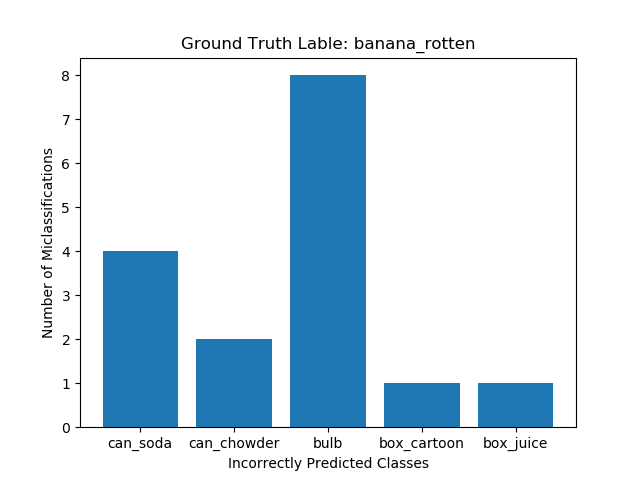 Ground Truth Lable: banana_rotten
8
7
6
5
4
3
2
1
0
Number of Miclassifications
can_soda can_chowder bulb box_cartoon box_juice
Incorrectly Predicted Classes